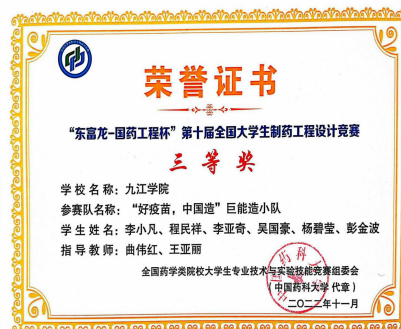 荣誉证书
“东富龙-国药工程杯”第十届全国大学生制药工程设计竞赛
三等奖
学校名称：九江学院
参赛队名称：“好疫苗，中国造”巨能造小队
学生姓名：李小凡、程民祥、李亚奇、吴国豪、杨碧莹、彭金波
指导教师：曲伟红、王亚丽
全国药学类院校大学生专业技术与实验技能竞赛组委会
（中国药科大学 代章）
二〇二二年十一月